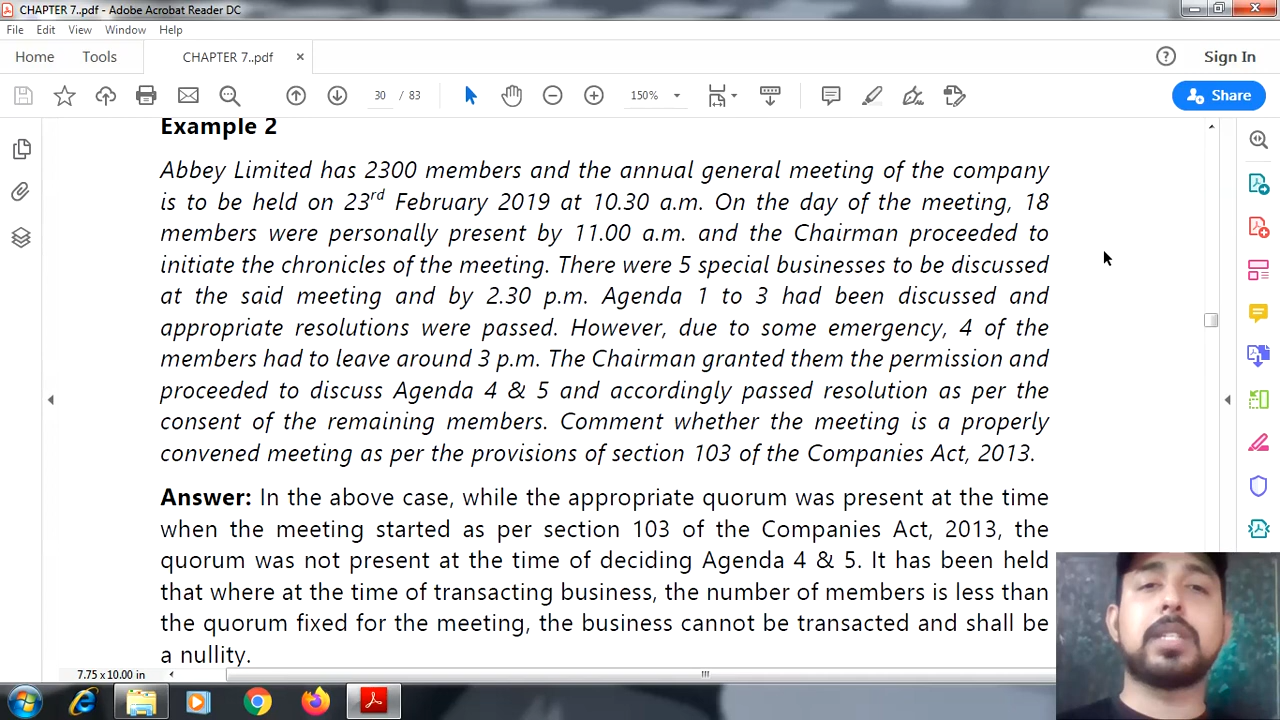 CHAPTER 7..pdf - Adobe Acrobat Reader DC
File Edit View Window Help
Home Tools CHAPTER 7..pdf × ? Sign In
30 / 83 150% Share
Example 2
Abbey Limited has 2300 members and the annual general meeting of the company
is to be held on 23rd February 2019 at 10.30 a.m. On the day of the meeting, 18
members were personally present by 11.00 a.m. and the Chairman proceeded to
initiate the chronicles of the meeting. There were 5 special businesses to be discussed
at the said meeting and by 2.30 p.m. Agenda 1 to 3 had been discussed and
appropriate resolutions were passed. However, due to some emergency, 4 of the
members had to leave around 3 p.m. The Chairman granted them the permission and
proceeded to discuss Agenda 4 & 5 and accordingly passed resolution as per the
consent of the remaining members. Comment whether the meeting is a properly
convened meeting as per the provisions of section 103 of the Companies Act, 2013.
Answer: In the above case, while the appropriate quorum was present at the time
when the meeting started as per section 103 of the Companies Act, 2013, the
quorum was not present at the time of deciding Agenda 4 & 5. It has been held
that where at the time of transacting business, the number of members is less than
the quorum fixed for the meeting, the business cannot be transacted and shall be
a nullity.
7.75 x 10.00 in